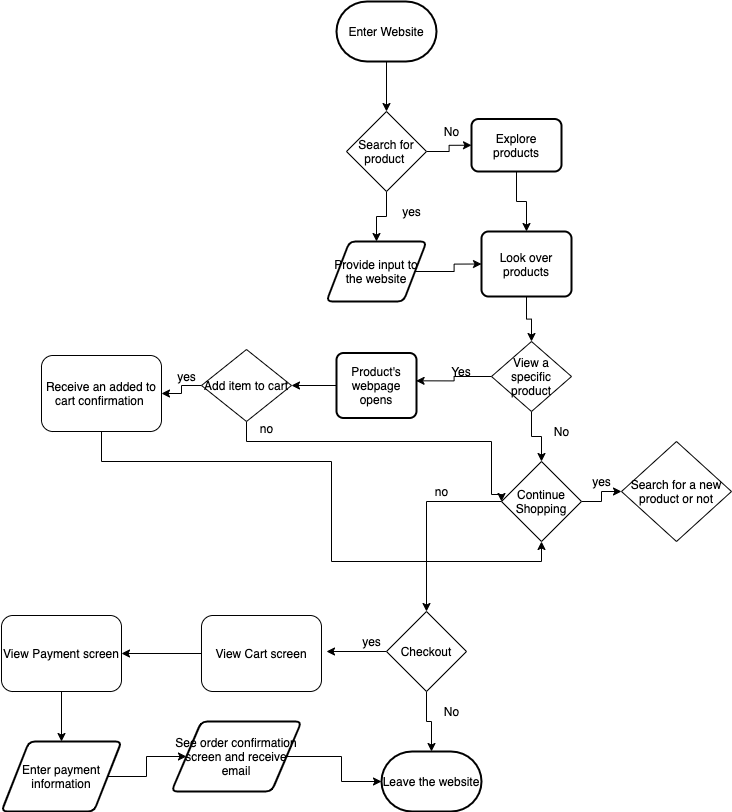 Enter Website
Search for
product
No
Explore
products
yes
Provide input to
the website
Look over
products
View a
specific
product
Yes
Product's
webpage
opens
Add item to cart
yes
Receive an added to
cart confirmation
no
No
Continue
Shopping
yes
Search for a new
product or not
no
Checkout
yes
View Cart screen
View Payment screen
No
Enter payment
information
See order confirmation
screen and receive
email
Leave the website